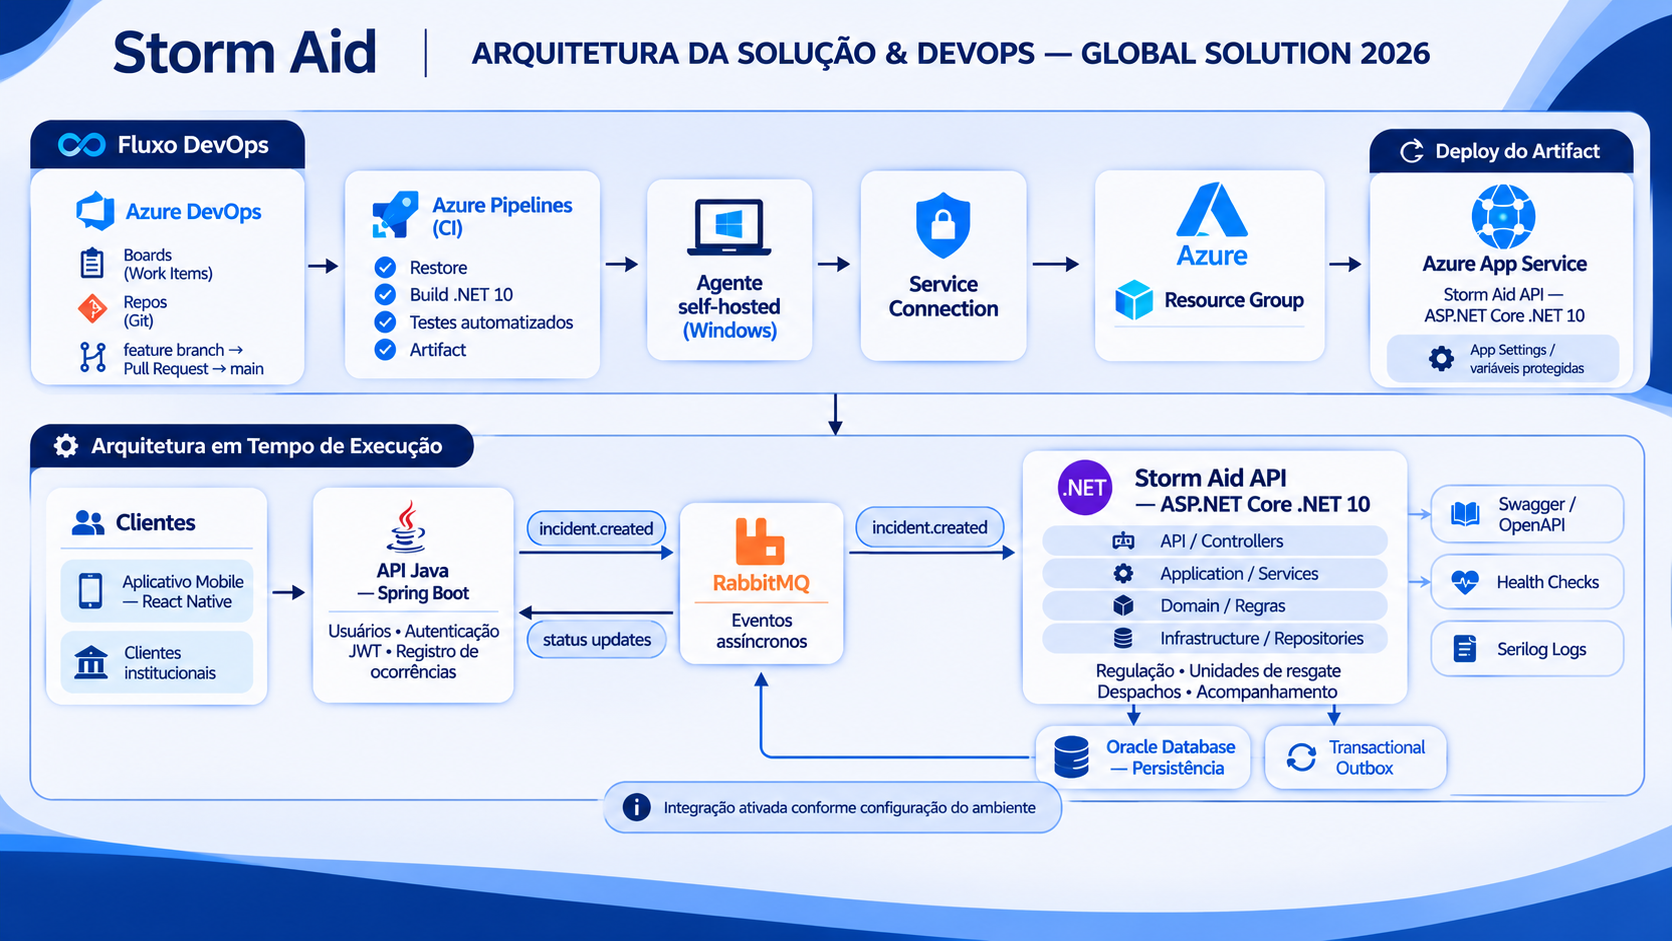 Storm Aid
ARQUITETURA DA SOLUÇÃO & DEVOPS — GLOBAL SOLUTION 2026
Fluxo DevOps
Azure DevOps
Boards
(Work Items)
Repos
(Git)
feature branch →
Pull Request → main
Azure Pipelines
(CI)
Restore
Build .NET 10
Testes automatizados
Artifact
Agente
self-hosted
(Windows)
Service
Connection
Azure
Resource Group
Deploy do Artifact
Azure App Service
Storm Aid API —
ASP.NET Core .NET 10
App Settings /
variáveis protegidas
Arquitetura em Tempo de Execução
Clientes
Aplicativo Mobile
— React Native
Clientes
institucionais
API Java
— Spring Boot
Usuários • Autenticação
JWT • Registro de
ocorrências
incident.created
status updates
RabbitMQ
Eventos
assíncronos
incident.created
.NET
Storm Aid API
— ASP.NET Core .NET 10
API / Controllers
Application / Services
Domain / Regras
Infrastructure / Repositories
Regulação • Unidades de resgate
Despachos • Acompanhamento
Swagger /
OpenAPI
Health Checks
Serilog Logs
Oracle Database
— Persistência
Transactional
Outbox
Integração ativada conforme configuração do ambiente